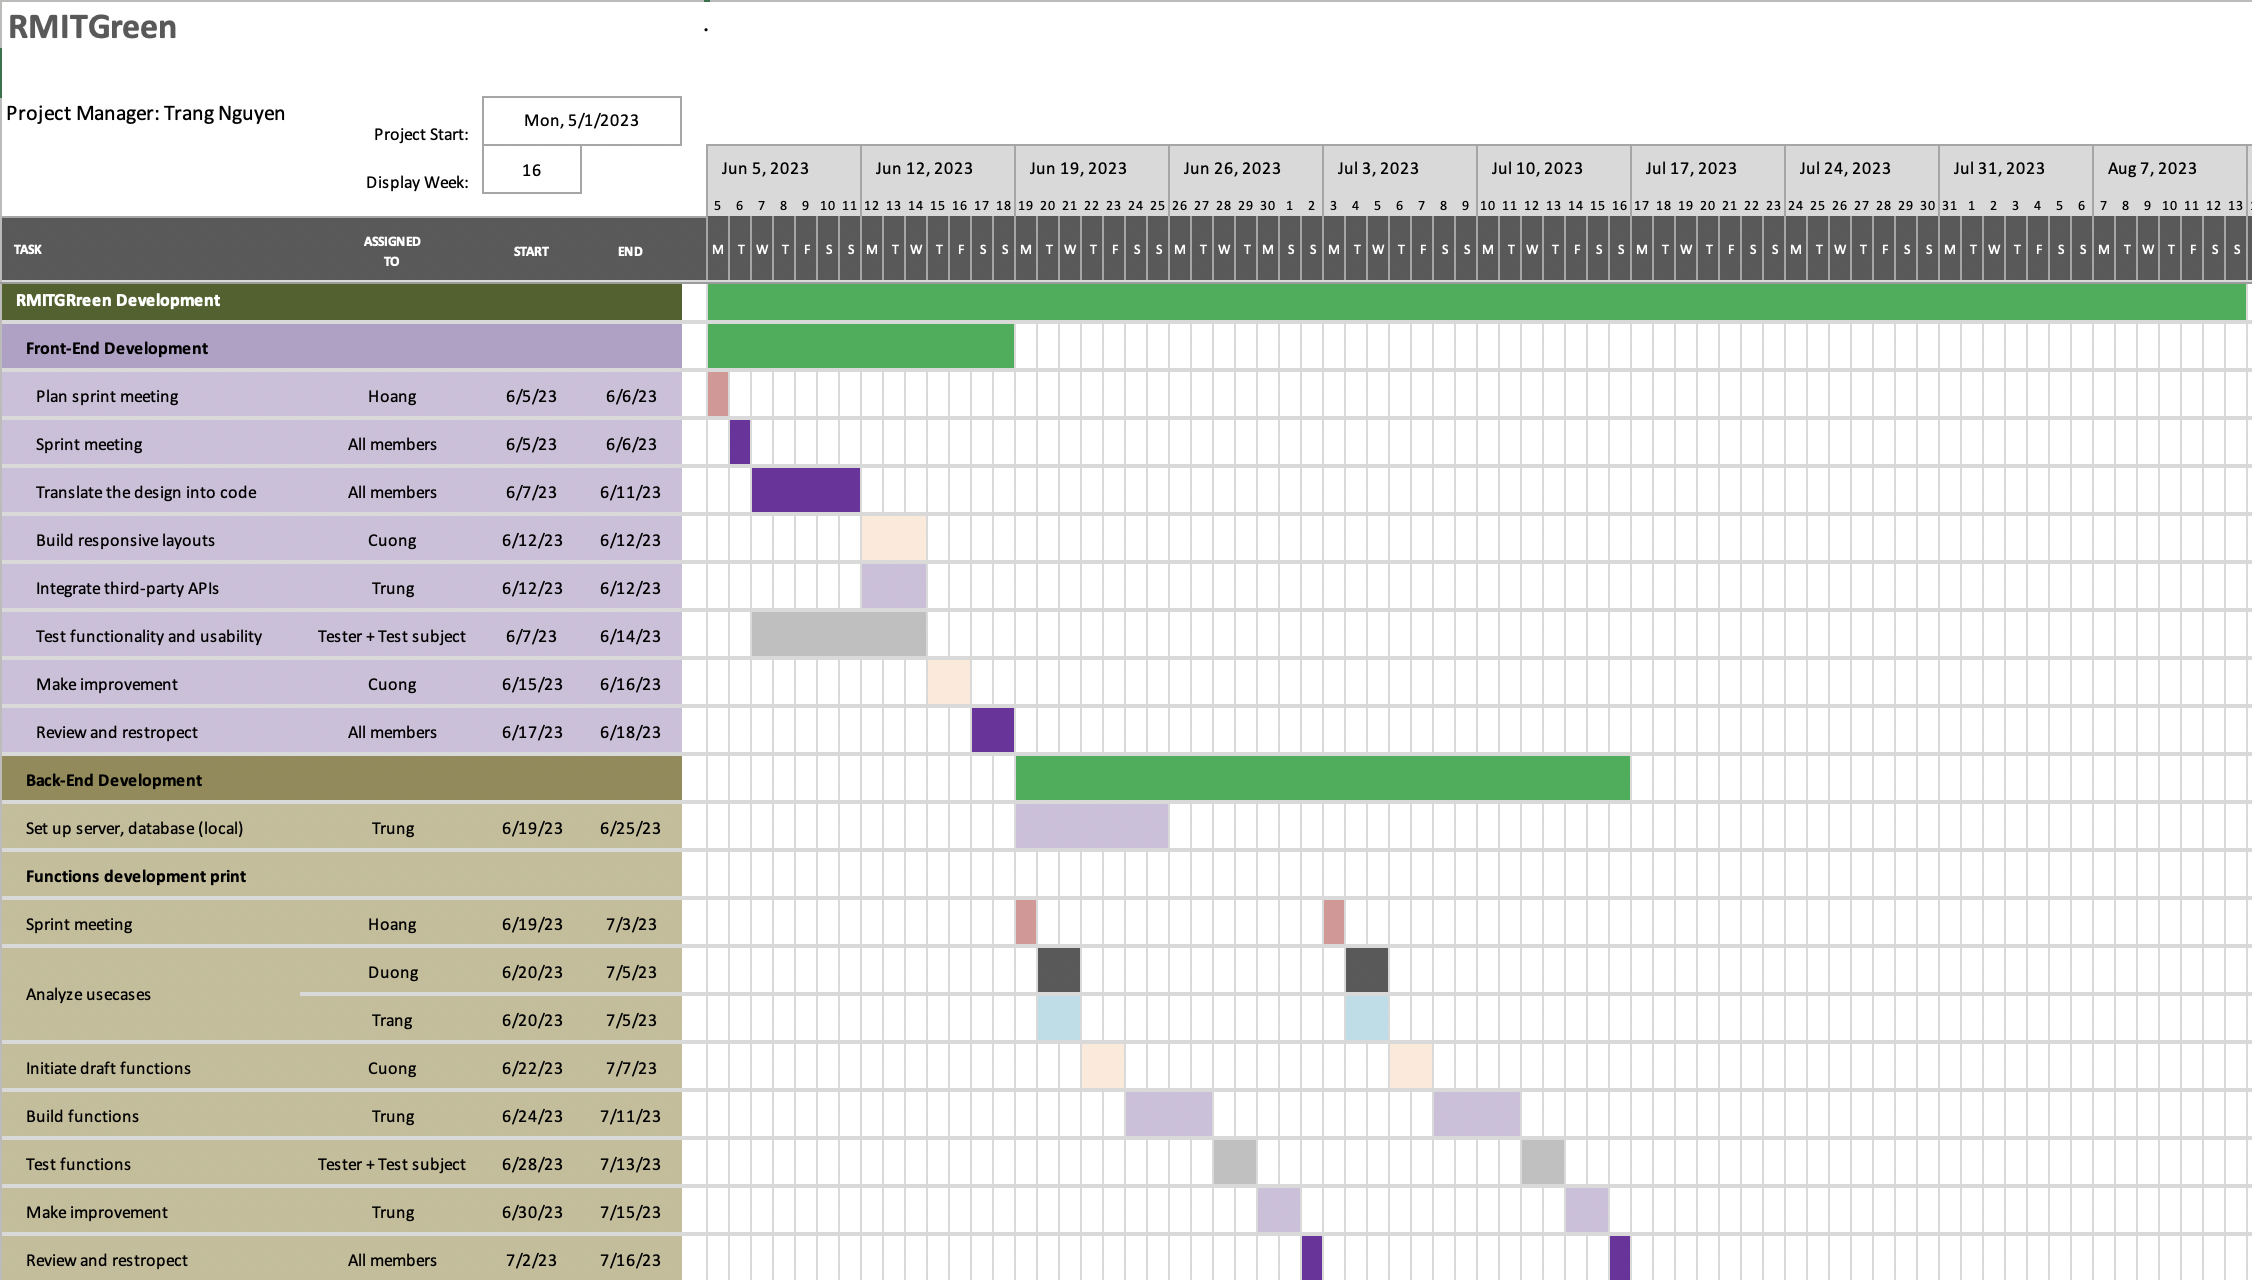 RMITGreen
.
Project Manager: Trang Nguyen
Project Start: Mon, 5/1/2023
Display Week: 16
Jun 5, 2023 Jun 12, 2023 Jun 19, 2023 Jun 26, 2023 Jul 3, 2023 Jul 10, 2023 Jul 17, 2023 Jul 24, 2023 Jul 31, 2023 Aug 7, 2023
5 6 7 8 9 10 11 12 13 14 15 16 17 18 19 20 21 22 23 24 25 26 27 28 29 30 1 2 3 4 5 6 7 8 9 10 11 12 13 14 15 16 17 18 19 20 21 22 23 24 25 26 27 28 29 30 31 1 2 3 4 5 6 7 8 9 10 11 12 13
TASK ASSIGNED TO START END M T W T F S S M T W T F S S M T W T F S S M T W T M S S M T W T F S S M T W T F S S M T W T F S S M T W T F S S M T W T F S S M T W T F S S
RMITGRreen Development
Front-End Development
Plan sprint meeting Hoang 6/5/23 6/6/23
Sprint meeting All members 6/5/23 6/6/23
Translate the design into code All members 6/7/23 6/11/23
Build responsive layouts Cuong 6/12/23 6/12/23
Integrate third-party APIs Trung 6/12/23 6/12/23
Test functionality and usability Tester + Test subject 6/7/23 6/14/23
Make improvement Cuong 6/15/23 6/16/23
Review and restropect All members 6/17/23 6/18/23
Back-End Development
Set up server, database (local) Trung 6/19/23 6/25/23
Functions development print
Sprint meeting Hoang 6/19/23 7/3/23
Analyze usecases Duong 6/20/23 7/5/23
Trang 6/20/23 7/5/23
Initiate draft functions Cuong 6/22/23 7/7/23
Build functions Trung 6/24/23 7/11/23
Test functions Tester + Test subject 6/28/23 7/13/23
Make improvement Trung 6/30/23 7/15/23
Review and restropect All members 7/2/23 7/16/23